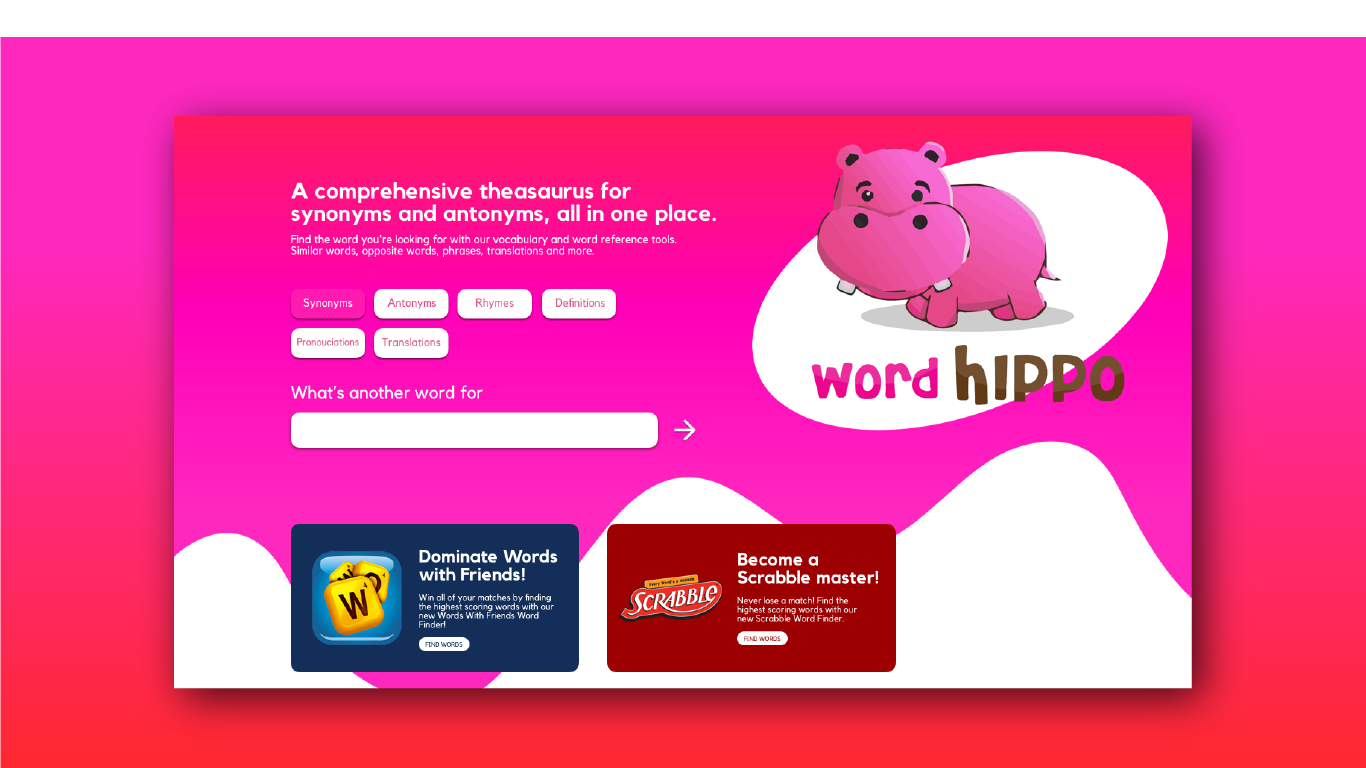 A comprehensive theasaurus for
synonyms and antonyms, all in one place.
Find the word you're looking for with our vocabulary and word reference tools.
Similar words, opposite words, phrases, translations and more.
Synonyms
Antonyms
Rhymes
Definitions
Pronouciations
Translations
What's another word for
word hippo
Dominate Words
with Friends!
Win all of your matches by finding
the highest scoring words with our
new Words With Friends Word
Finder!
FIND WORDS
W
W
Every Word's a WINNER
SCRABBLE
Become a
Scrabble master!
Never lose a match! Find the
highest scoring words with our
new Scrabble Word Finder.
FIND WORDS